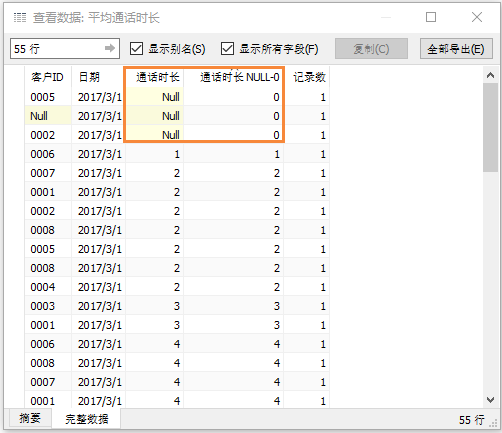 查看数据: 平均通话时长
55 行
显示别名(S)
显示所有字段(F)
复制(C)
全部导出(E)
客户ID 日期 通话时长 通话时长 NULL-0 记录数
0005 2017/3/1 Null 0 1
Null 2017/3/1 Null 0 1
0002 2017/3/1 Null 0 1
0006 2017/3/1 1 1 1
0007 2017/3/1 2 2 1
0001 2017/3/1 2 2 1
0002 2017/3/1 2 2 1
0008 2017/3/1 2 2 1
0005 2017/3/1 2 2 1
0008 2017/3/1 2 2 1
0004 2017/3/1 2 2 1
0003 2017/3/1 3 3 1
0001 2017/3/1 3 3 1
0006 2017/3/1 4 4 1
0008 2017/3/1 4 4 1
0007 2017/3/1 4 4 1
0001 2017/3/1 4 4 1
摘要 完整数据 55 行